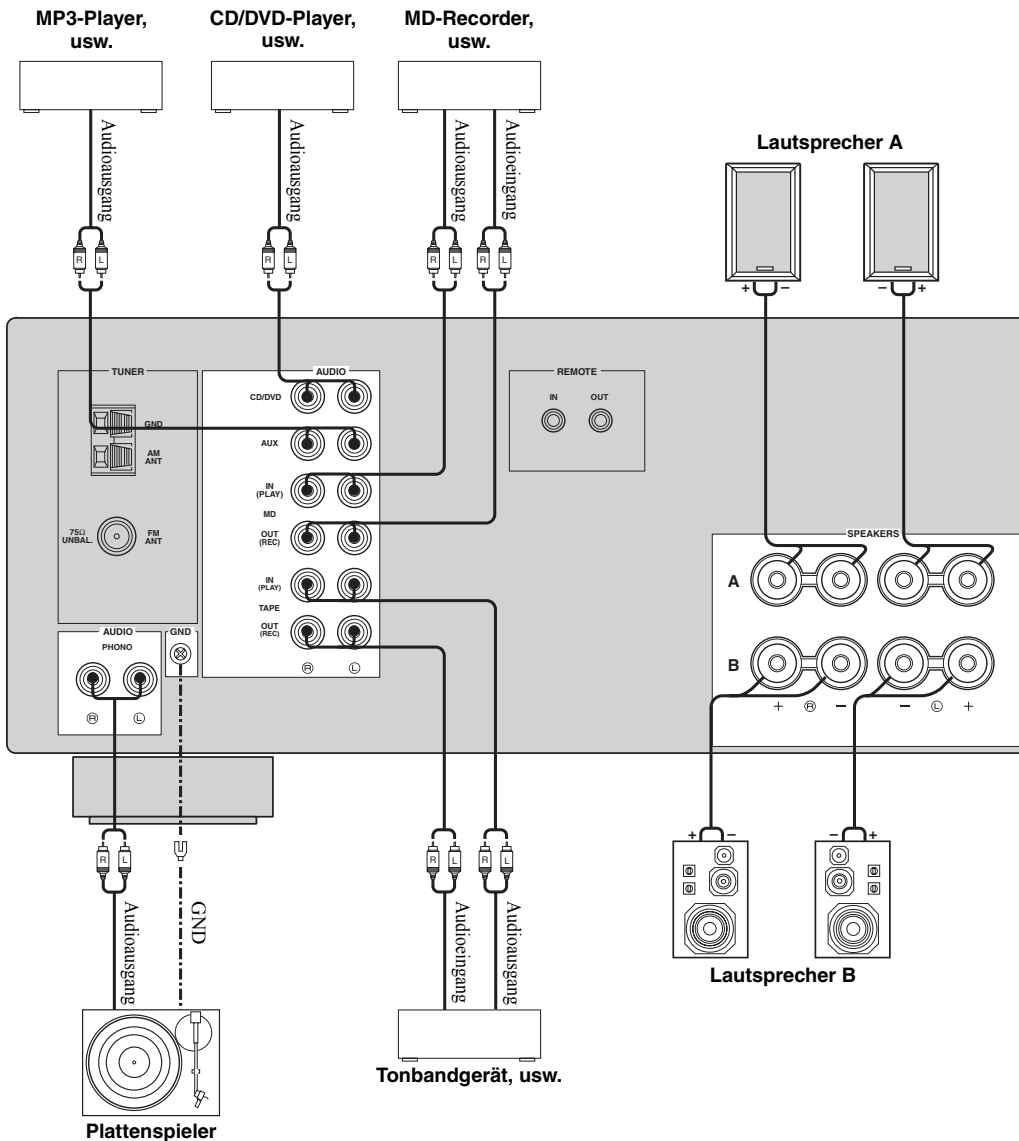 MP3-Player,
usw.
CD/DVD-Player,
usw.
MD-Recorder,
usw.
Audioausgang
Audioausgang
Audioausgang
Audioeingang
R L
R L
R L
R L
Lautsprecher A
+ −
− +
TUNER
GND
AM
ANT
75Ω
UNBAL.
FM
ANT
AUDIO
CD/DVD
AUX
IN
(PLAY)
MD
OUT
(REC)
IN
(PLAY)
TAPE
OUT
(REC)
R L
REMOTE
IN OUT
SPEAKERS
A
B
+ R − − L +
AUDIO
PHONO
R L
GND
R L
R L
R L
Audioausgang
GND
Audioeingang
Audioausgang
+ −
− +
Lautsprecher B
Tonbandgerät, usw.
Plattenspieler